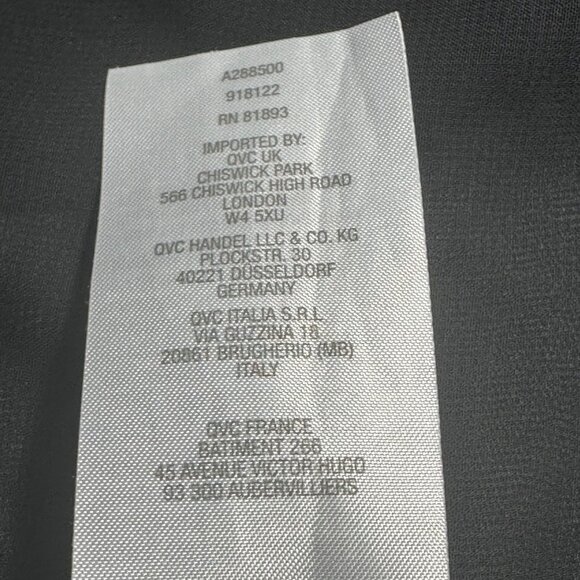 A288500
918122
RN 81893
IMPORTED BY:
QVC UK
CHISWICK PARK
566 CHISWICK HIGH ROAD
LONDON
W4 5XU
QVC HANDEL LLC & CO. KG
PLOCKSTR. 30
40221 DÜSSELDORF
GERMANY
QVC ITALIA S.R.L
VIA GUZZINA 18
20861 BRUGHERIO (MB)
ITALY
QVC FRANCE
BATIMENT 266
45 AVENUE VICTOR HUGO
93 300 AUBERVILLIERS